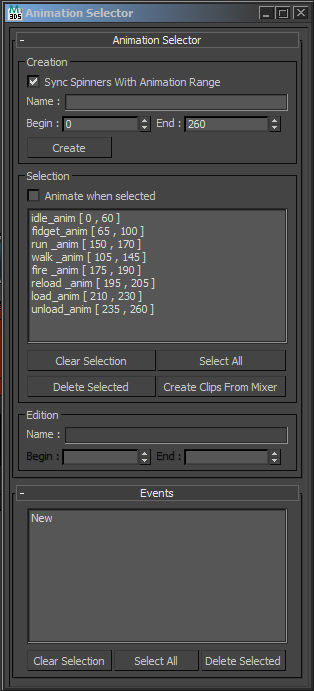 Animation Selector
- Animation Selector
Creation
Sync Spinners With Animation Range
Name :
Begin : 0 End : 260
Create
Selection
Animate when selected
idle_anim [ 0 , 60 ]
fidget_anim [ 65 , 100 ]
run _anim [ 150 , 170 ]
walk _anim [ 105 , 145 ]
fire _anim [ 175 , 190 ]
reload _anim [ 195 , 205 ]
load_anim [ 210 , 230 ]
unload_anim [ 235 , 260 ]
Clear Selection Select All
Delete Selected Create Clips From Mixer
Edition
Name :
Begin : End :
- Events
New
Clear Selection Select All Delete Selected